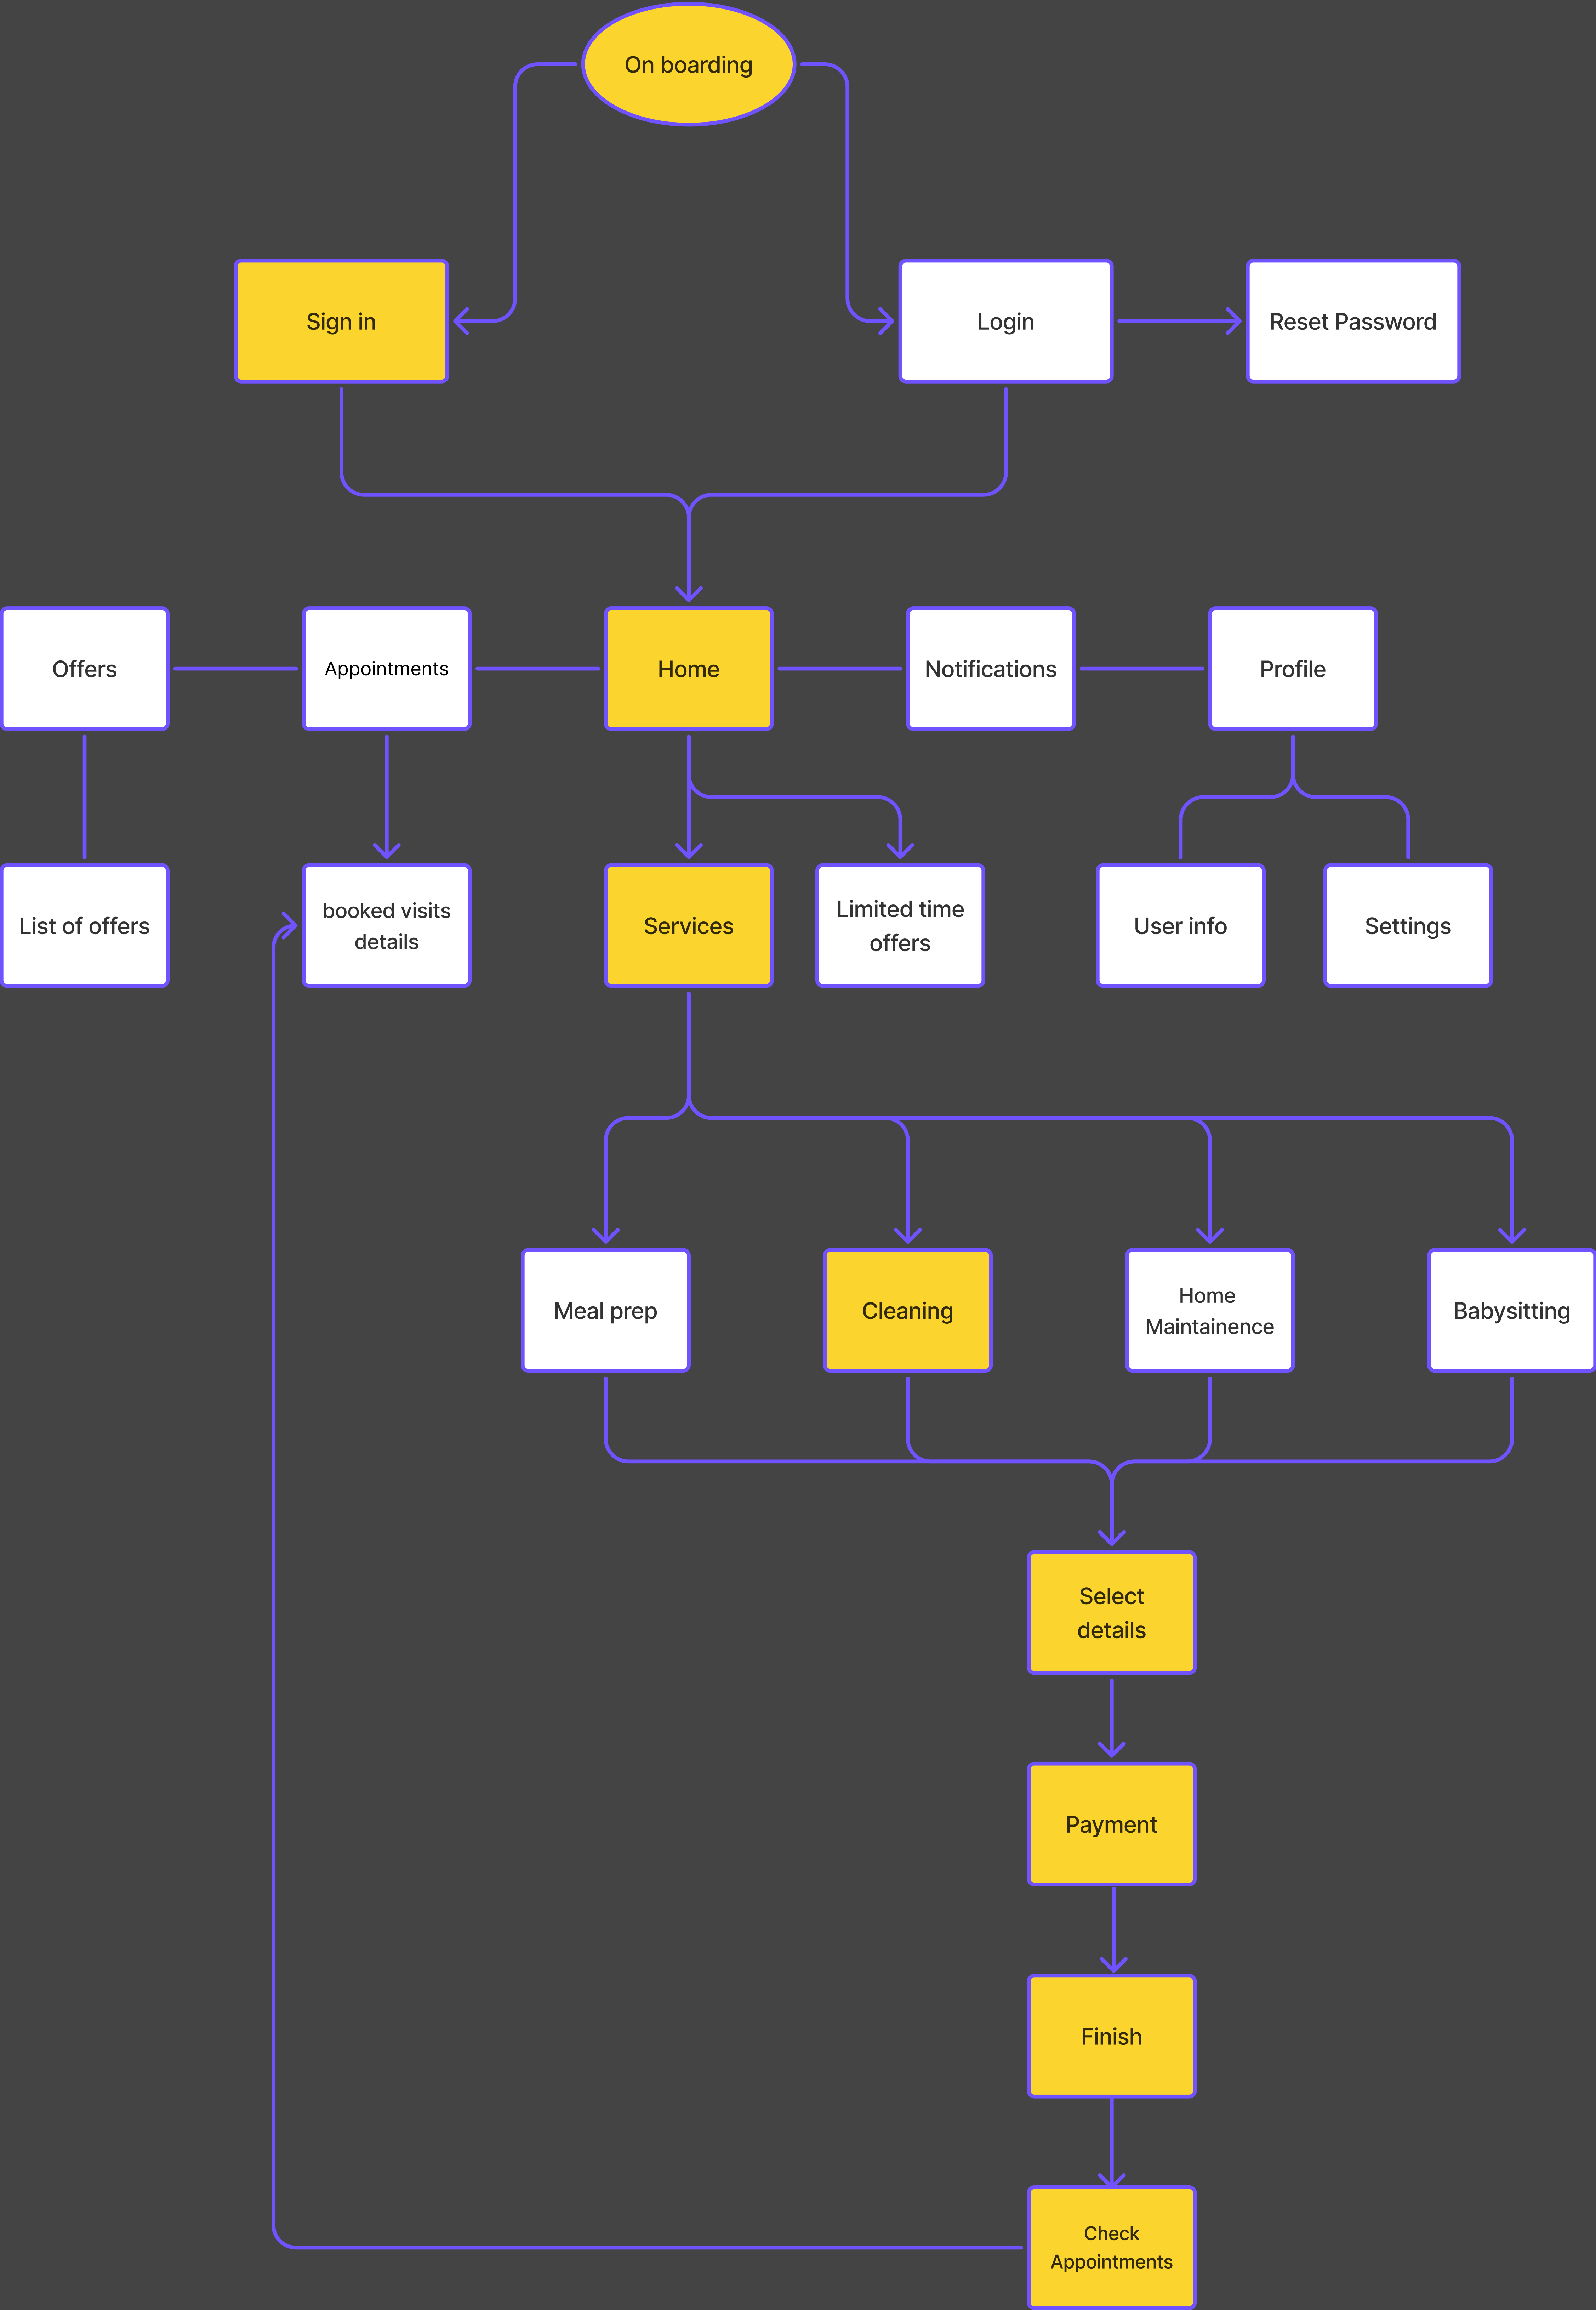 On boarding
Sign in
Login
Reset Password
Offers
Appointments
Home
Notifications
Profile
List of offers
booked visits
details
Services
Limited time
offers
User info
Settings
Meal prep
Cleaning
Home
Maintainence
Babysitting
Select
details
Payment
Finish
Check
Appointments